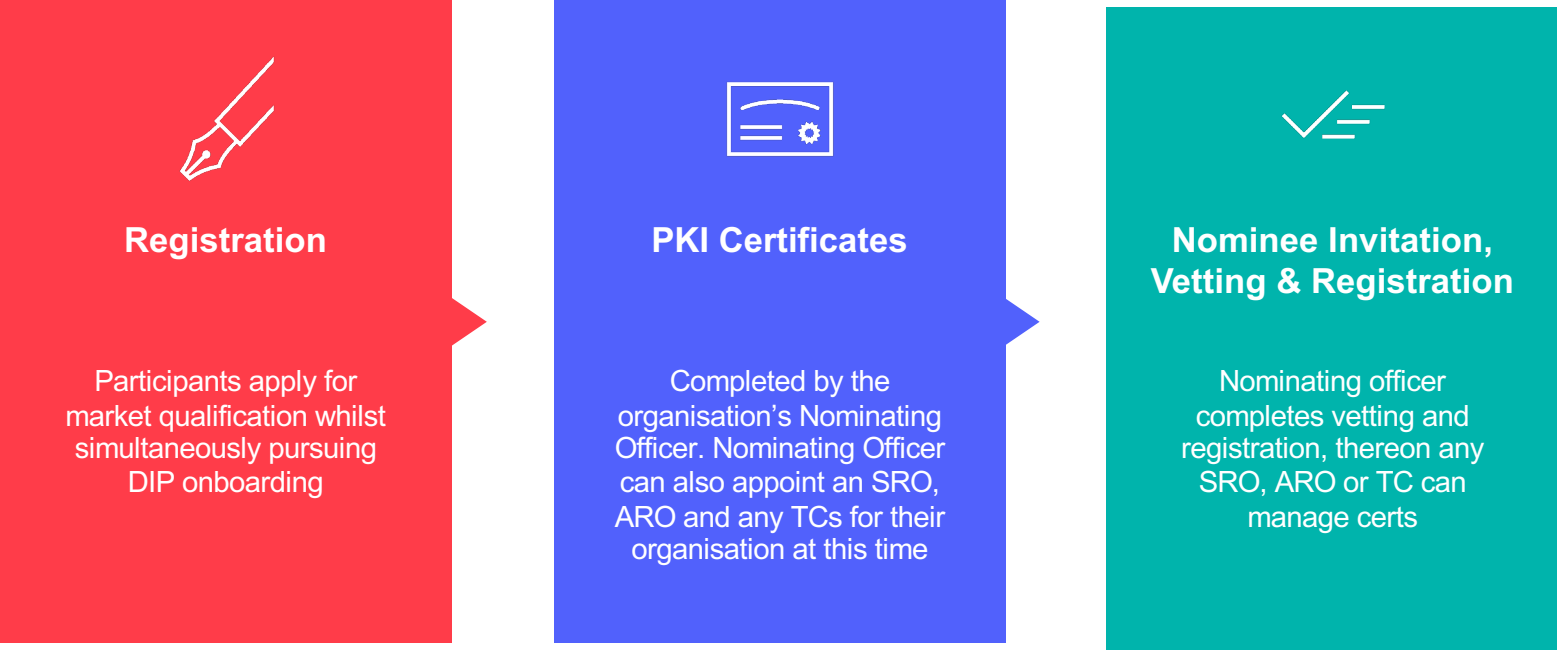 Registration
Participants apply for
market qualification whilst
simultaneously pursuing
DIP onboarding
PKI Certificates
Completed by the
organisation’s Nominating
Officer. Nominating Officer
can also appoint an SRO,
ARO and any TCs for their
organisation at this time
Nominee Invitation,
Vetting & Registration
Nominating officer
completes vetting and
registration, thereon any
SRO, ARO or TC can
manage certs